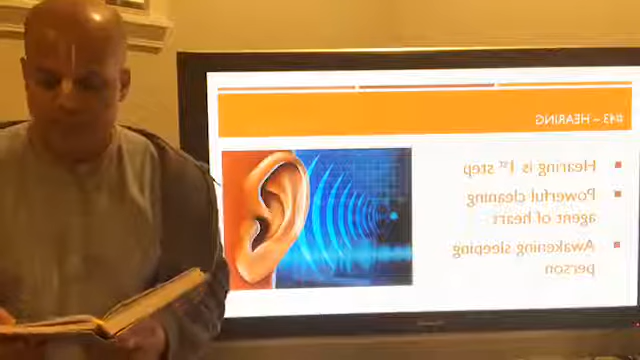 #43 – HEARING
Hearing is 1st step
Powerful cleaning
agent of heart
Awakening sleeping
person